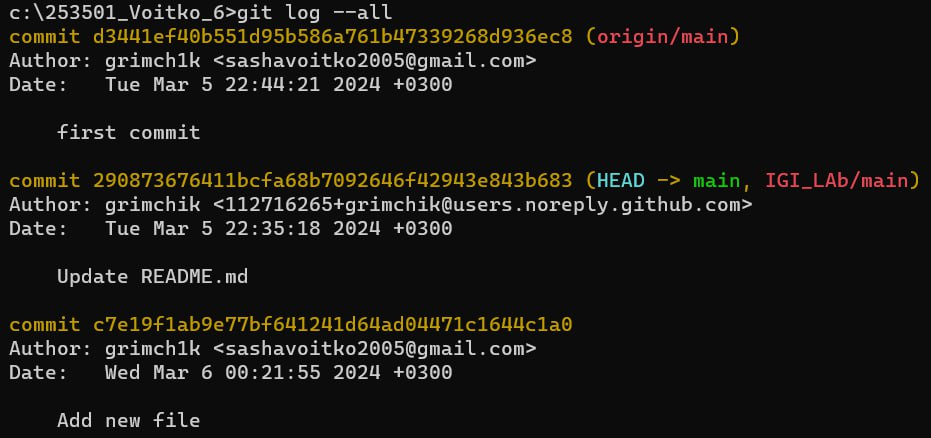 c:\253501_Voitko_6>git log --all
commit d3441ef40b551d95b586a761b47339268d936ec8 (origin/main)
Author: grimch1k <sashavoitko2005@gmail.com>
Date:   Tue Mar 5 22:44:21 2024 +0300
first commit
commit 290873676411bcfa68b7092646f42943e843b683 (HEAD -> main, IGI_LAb/main)
Author: grimchik <112716265+grimchik@users.noreply.github.com>
Date:   Tue Mar 5 22:35:18 2024 +0300
Update README.md
commit c7e19f1ab9e77bf641241d64ad04471c1644c1a0
Author: grimch1k <sashavoitko2005@gmail.com>
Date:   Wed Mar 6 00:21:55 2024 +0300
Add new file